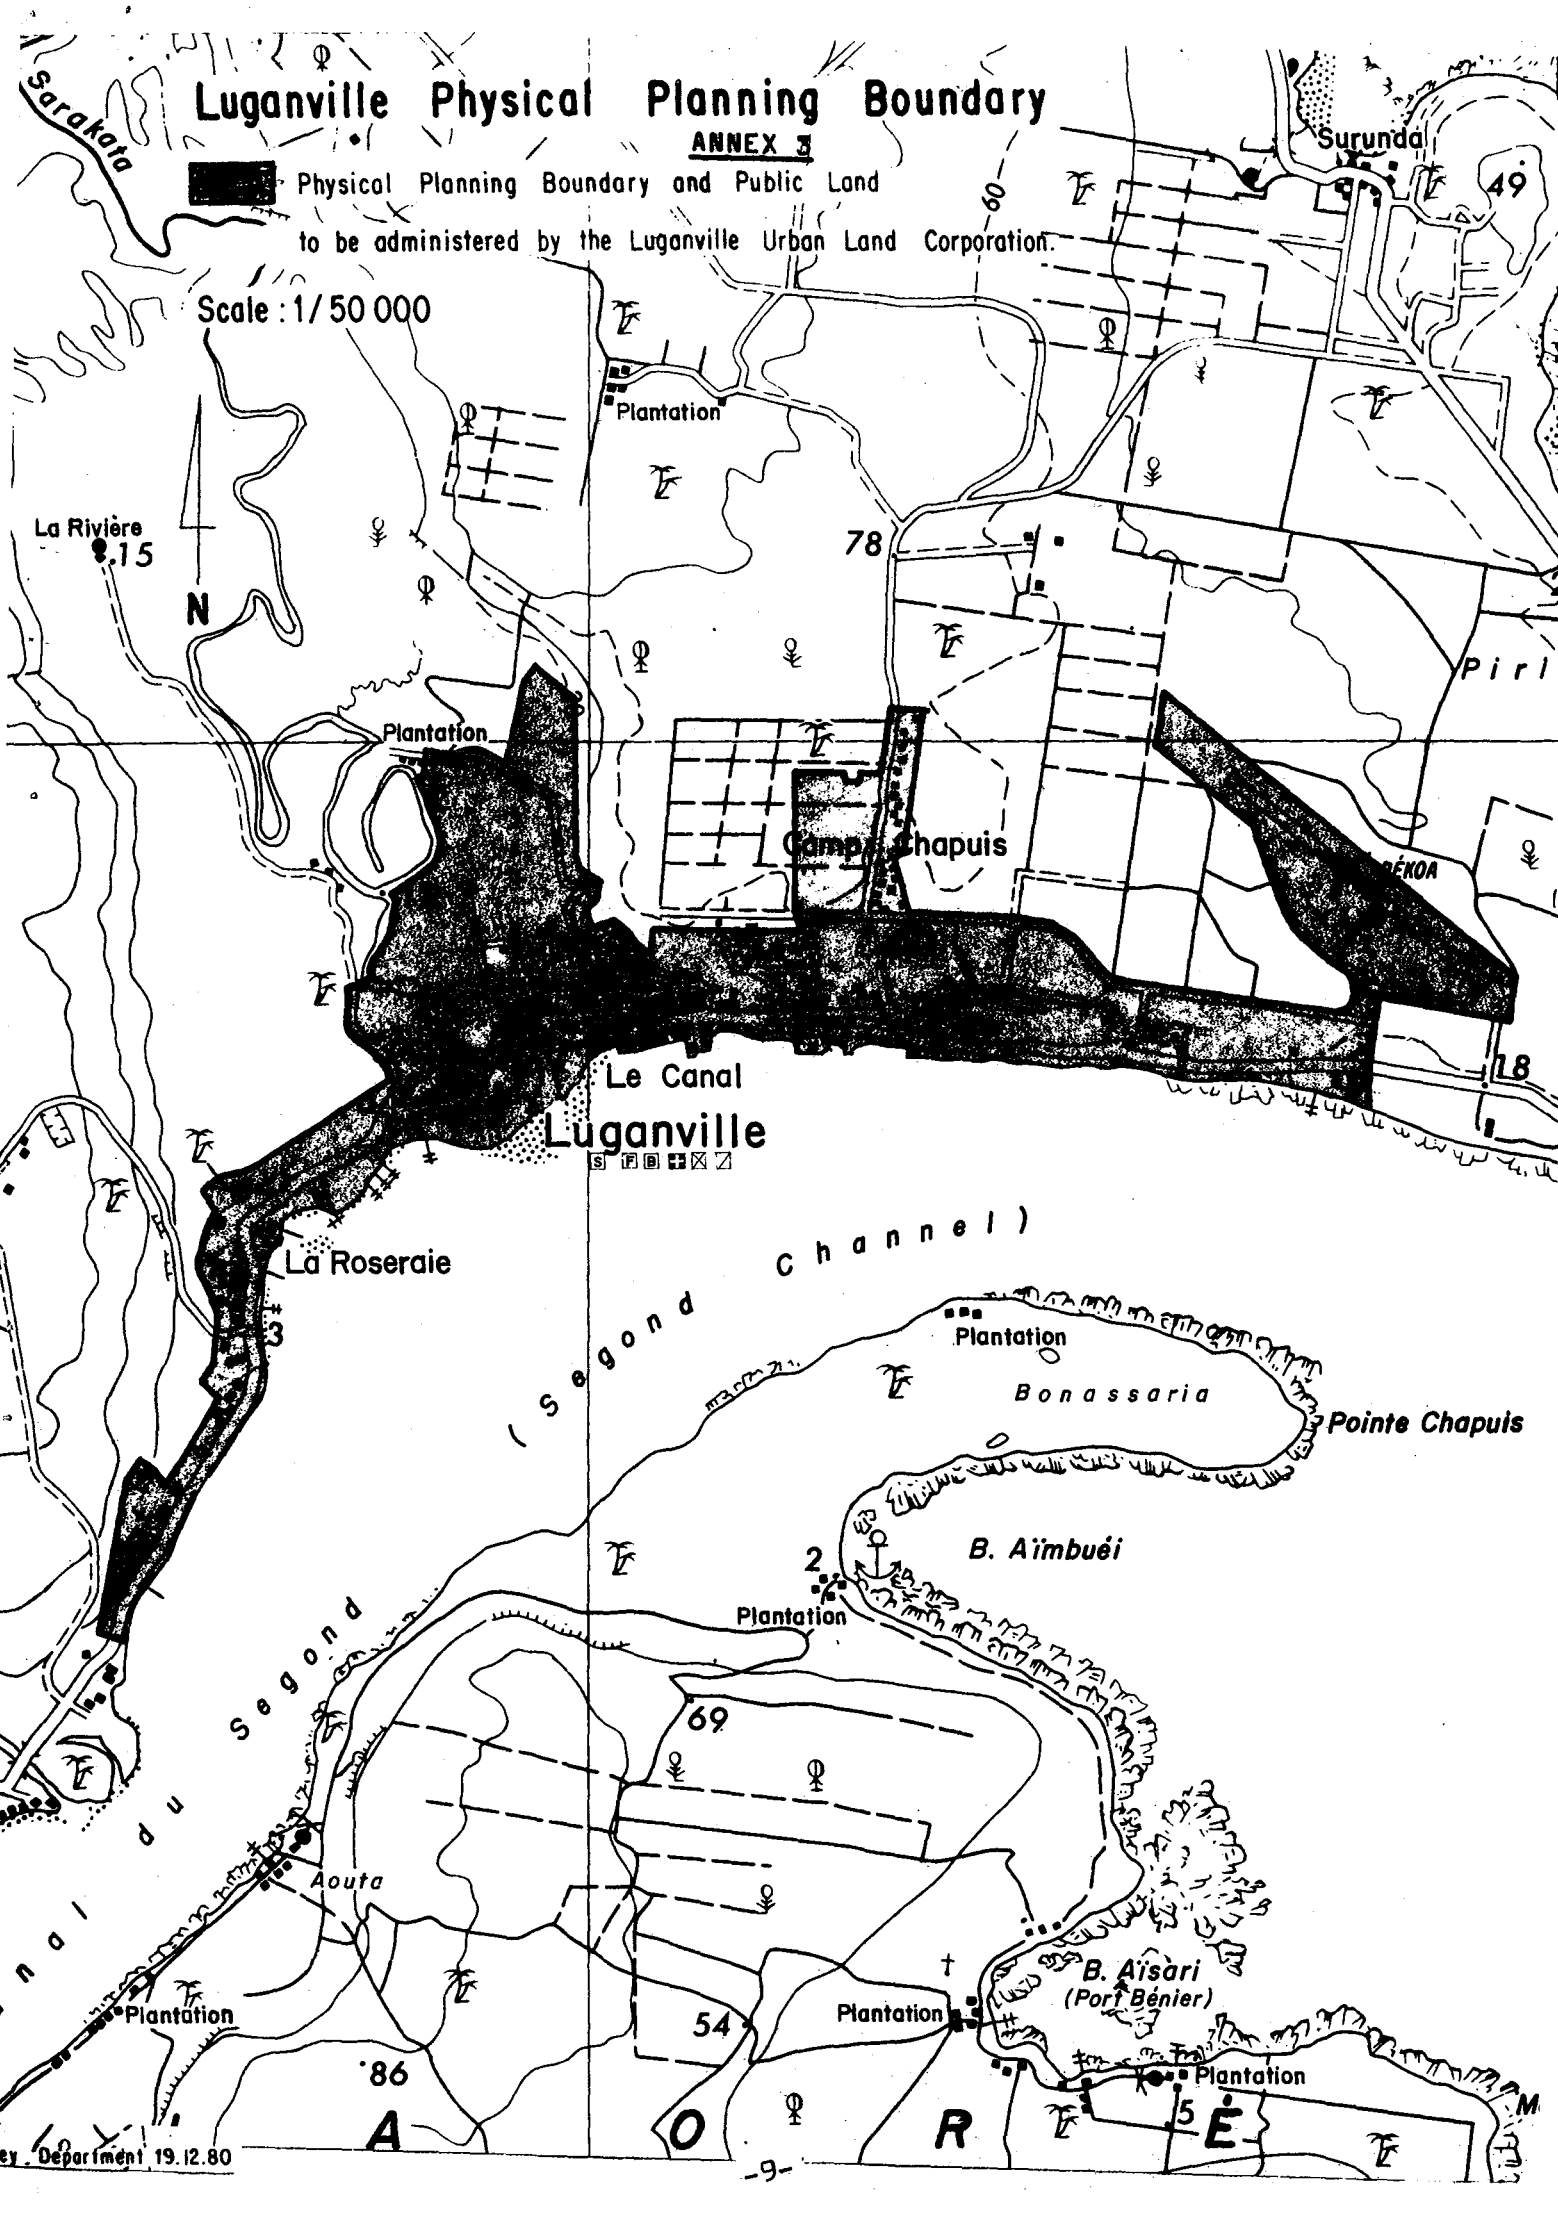 Sarakata
Luganville Physical Planning Boundary
ANNEX 3
Surunda
Physical Planning Boundary and Public Land
49
60
to be administered by the Luganville Urban Land Corporation.
Scale : 1/50 000
Plantation
La Rivière
15
78
N
Plantation
Camp Chapuis
18
Le Canal
Luganville
S F B
(Segond Channel)
La Roseraie
3
Plantation
Bonassaria
Pointe Chapuis
B. Aïmbuéi
2
Plantation
du Segond
69
Aouta
B. Aïsari
(Port Bénier)
Plantation
Plantation
54
86
Plantation
5
AORÉ
Department 19.12.80
-9-